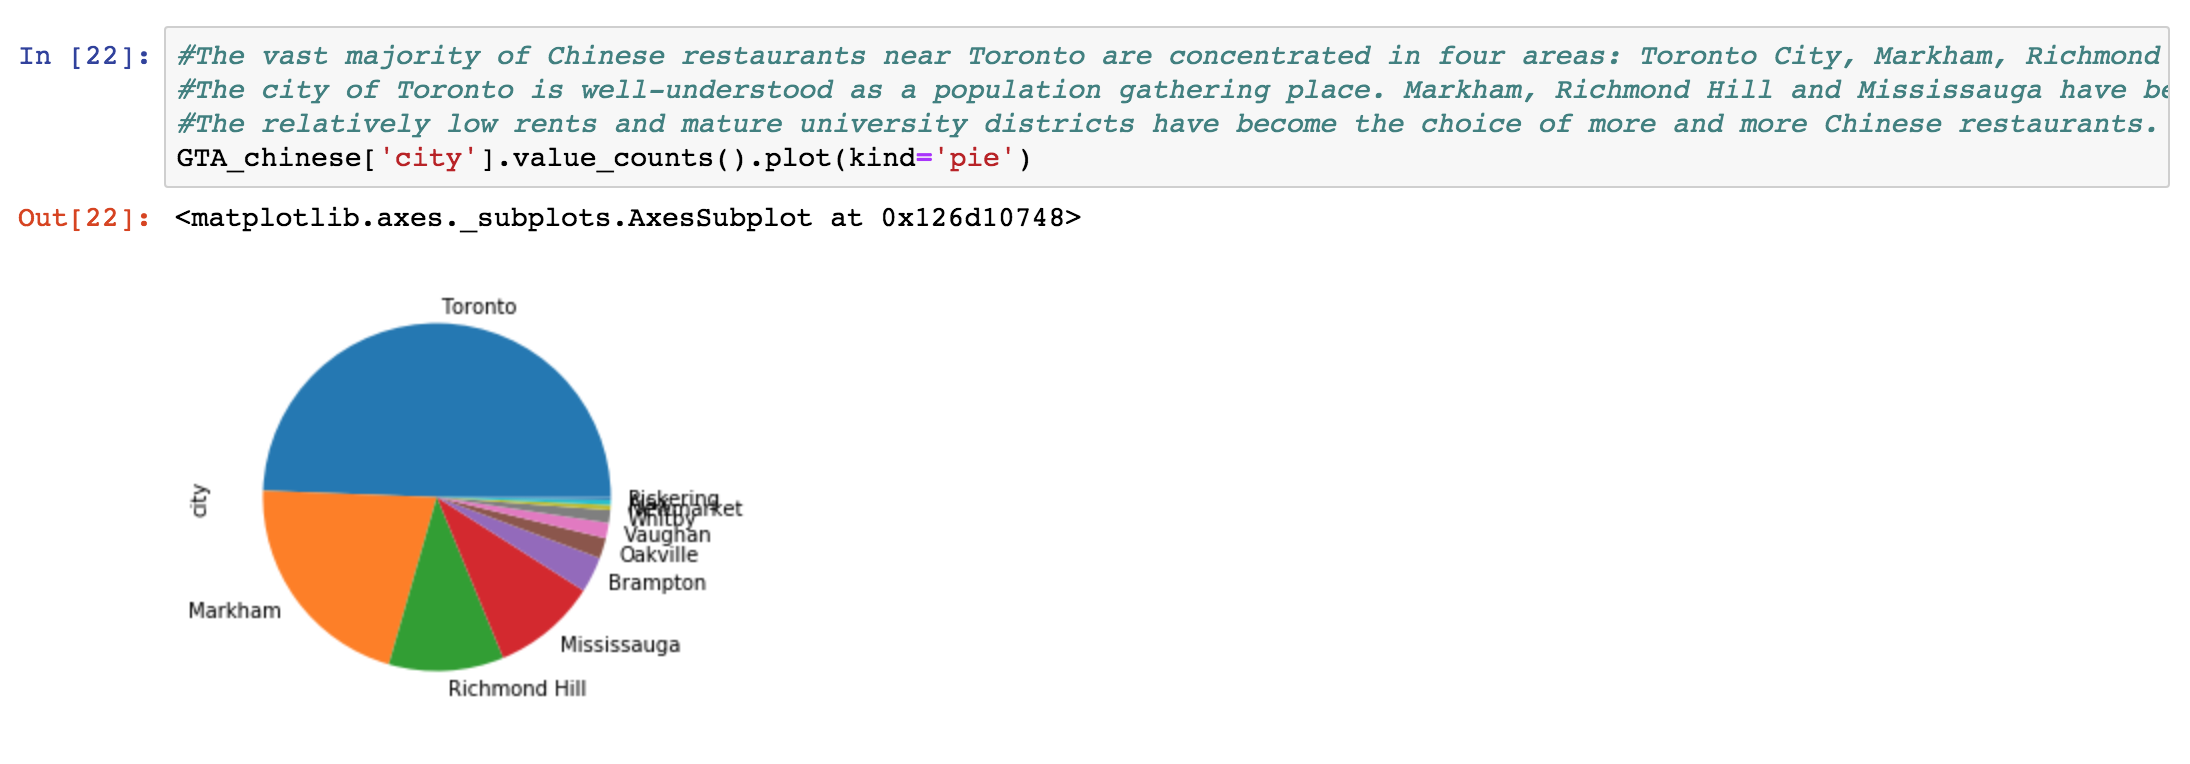 In [22]:
#The vast majority of Chinese restaurants near Toronto are concentrated in four areas: Toronto City, Markham, Richmond
#The city of Toronto is well-understood as a population gathering place. Markham, Richmond Hill and Mississauga have
#The relatively low rents and mature university districts have become the choice of more and more Chinese restaurants.
GTA_chinese['city'].value_counts().plot(kind='pie')
Out[22]:
<matplotlib.axes._subplots.AxesSubplot at 0x126d10748>
Toronto
city
Newmarket
Whitby
Vaughan
Oakville
Brampton
Markham
Mississauga
Richmond Hill